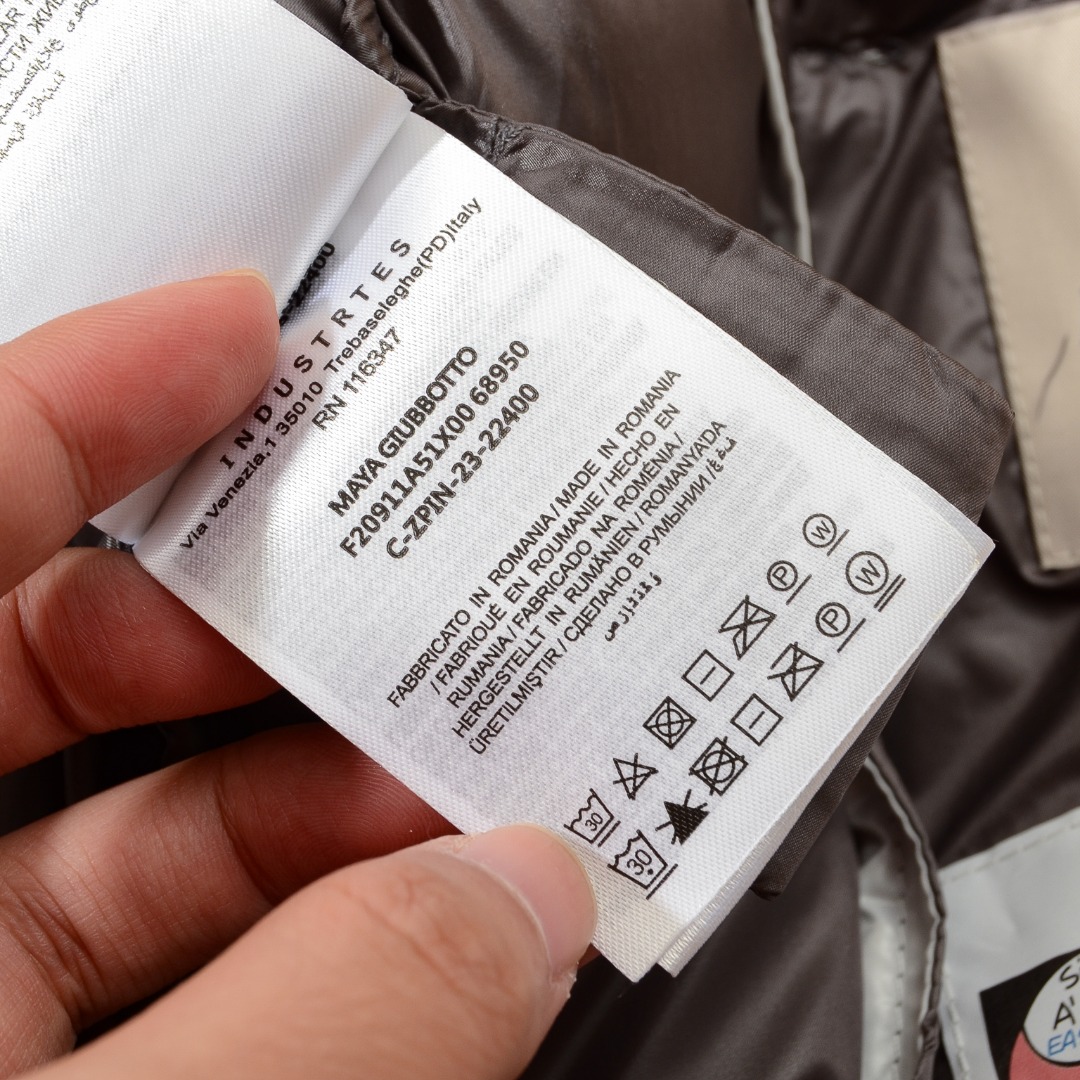 I N D U S T R T E S
Via Venezia,1 35010 Trebaseleghe(PD)Italy
RN 116347
MAYA GIUBBOTTO
F20911A51X00 68950
C-ZPIN-23-22400
FABBRICATO IN ROMANIA / MADE IN ROMANIA
/ FABRIQUÉ EN ROUMANIE / HECHO EN
RUMANIA / FABRICADO NA ROMÉNIA /
HERGESTELLT IN RUMÄNIEN / ROMANYA'DA
ÜRETILMIŞTIR / СДЕЛАНО В РУМЫНИИ /
P W
P W
30
30